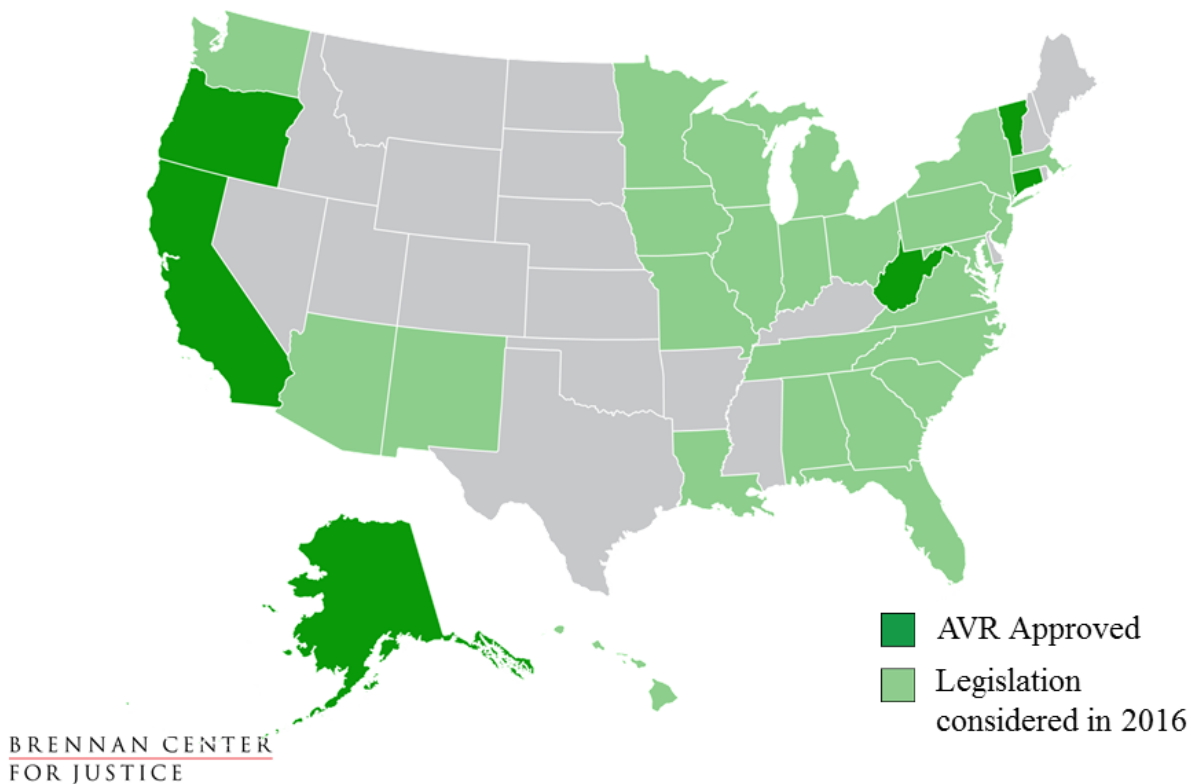 AVR Approved
Legislation
considered in 2016
BRENNAN CENTER
FOR JUSTICE